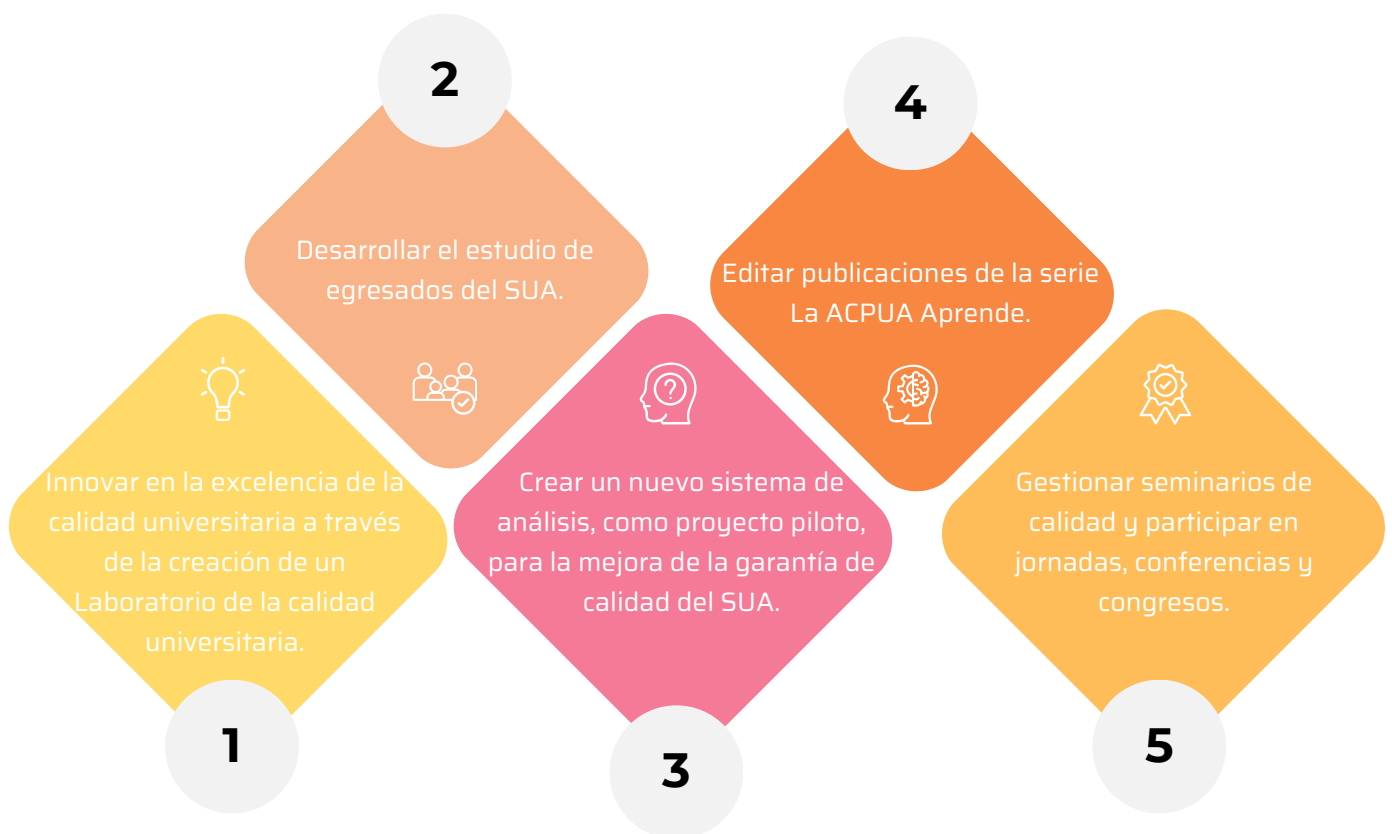 1
Innovar en la excelencia de la
calidad universitaria a través
de la creación de un
Laboratorio de la calidad
universitaria.
2
Desarrollar el estudio de
egresados del SUA.
3
Crear un nuevo sistema de
análisis, como proyecto piloto,
para la mejora de la garantía de
calidad del SUA.
4
Editar publicaciones de la serie
La ACPUA Aprende.
5
Gestionar seminarios de
calidad y participar en
jornadas, conferencias y
congresos.